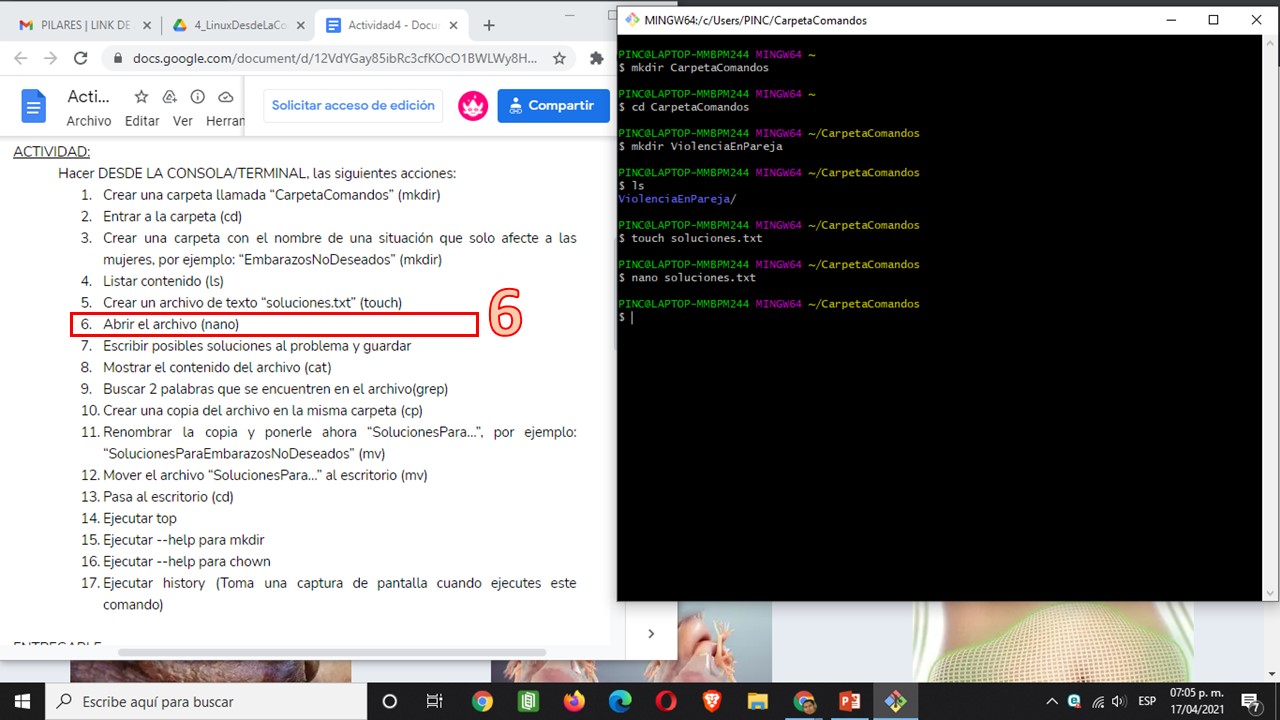 PILARES | LINK DE
4_LinuxDesdeLaCo
Actividad4 - Docu
docs.google.com/document/d/12VdYGay85ibRc3cfKOcO1BWLWy8H...
Acti...
Archivo Editar Ver Herran
Solicitar acceso de edición
Compartir
ACTIVIDAD:
Hacer DESDE LA CONSOLA/TERMINAL, las siguientes acciones:
1. Crear una carpeta llamada “CarpetaComandos” (mkdir)
2. Entrar a la carpeta (cd)
3. Crear una carpeta con el nombre de una situación que solo afecte a las
mujeres, por ejemplo: “EmbarazosNoDeseados” (mkdir)
4. Listar contenido (ls)
5. Crear un archivo de texto “soluciones.txt” (touch)
6. Abrir el archivo (nano)
6
7. Escribir posibles soluciones al problema y guardar
8. Mostrar el contenido del archivo (cat)
9. Buscar 2 palabras que se encuentren en el archivo(grep)
10. Crear una copia del archivo en la misma carpeta (cp)
11. Renombrar la copia y ponerle ahora “SolucionesPara...”, por ejemplo:
“SolucionesParaEmbarazosNoDeseados” (mv)
12. Mover el archivo “SolucionesPara...” al escritorio (mv)
13. Pasa al escritorio (cd)
14. Ejecutar top
15. Ejecutar --help para mkdir
16. Ejecutar --help para chown
17. Ejecutar history (Toma una captura de pantalla cuando ejecutes este
comando)
MINGW64:/c/Users/PINC/CarpetaComandos
PINC@LAPTOP-MMBPM244 MINGW64 ~
$ mkdir CarpetaComandos
PINC@LAPTOP-MMBPM244 MINGW64 ~
$ cd CarpetaComandos
PINC@LAPTOP-MMBPM244 MINGW64 ~/CarpetaComandos
$ mkdir ViolenciaEnPareja
PINC@LAPTOP-MMBPM244 MINGW64 ~/CarpetaComandos
$ ls
ViolenciaEnPareja/
PINC@LAPTOP-MMBPM244 MINGW64 ~/CarpetaComandos
$ touch soluciones.txt
PINC@LAPTOP-MMBPM244 MINGW64 ~/CarpetaComandos
$ nano soluciones.txt
PINC@LAPTOP-MMBPM244 MINGW64 ~/CarpetaComandos
$
Escribe aquí para buscar
ESP
07:05 p. m.
17/04/2021
7